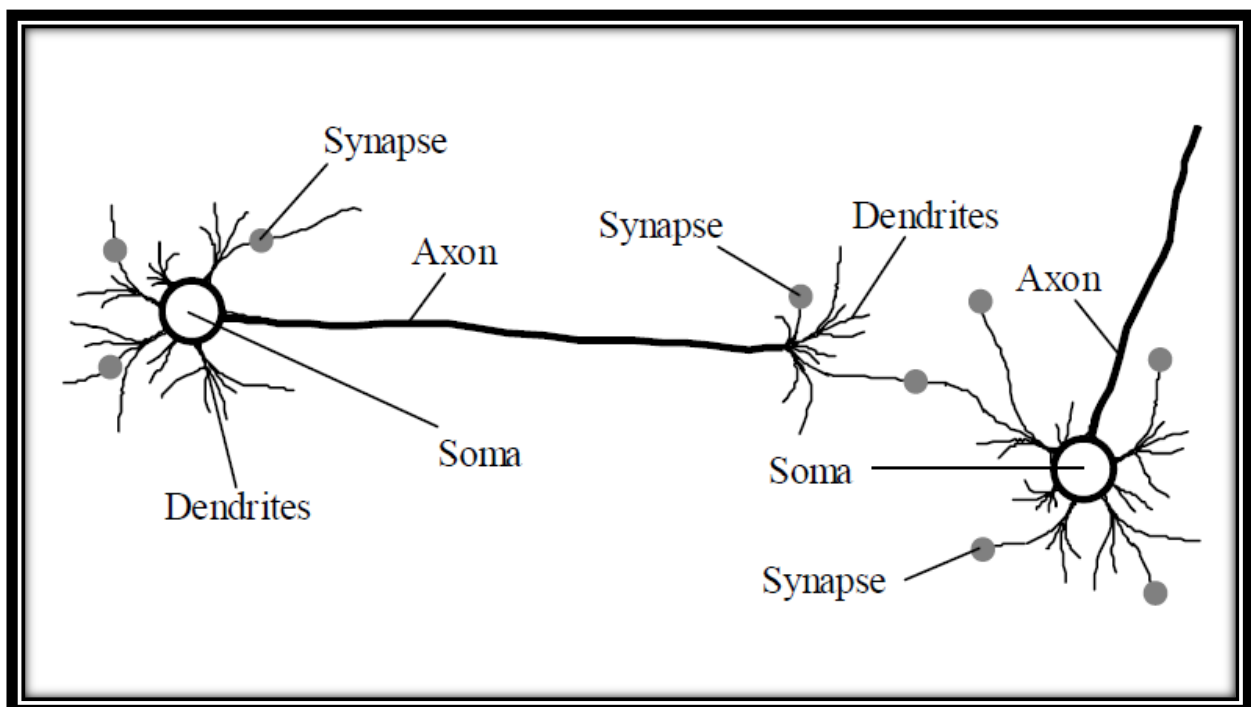 Synapse
Synapse
Dendrites
Axon
Axon
Soma
Soma
Dendrites
Synapse